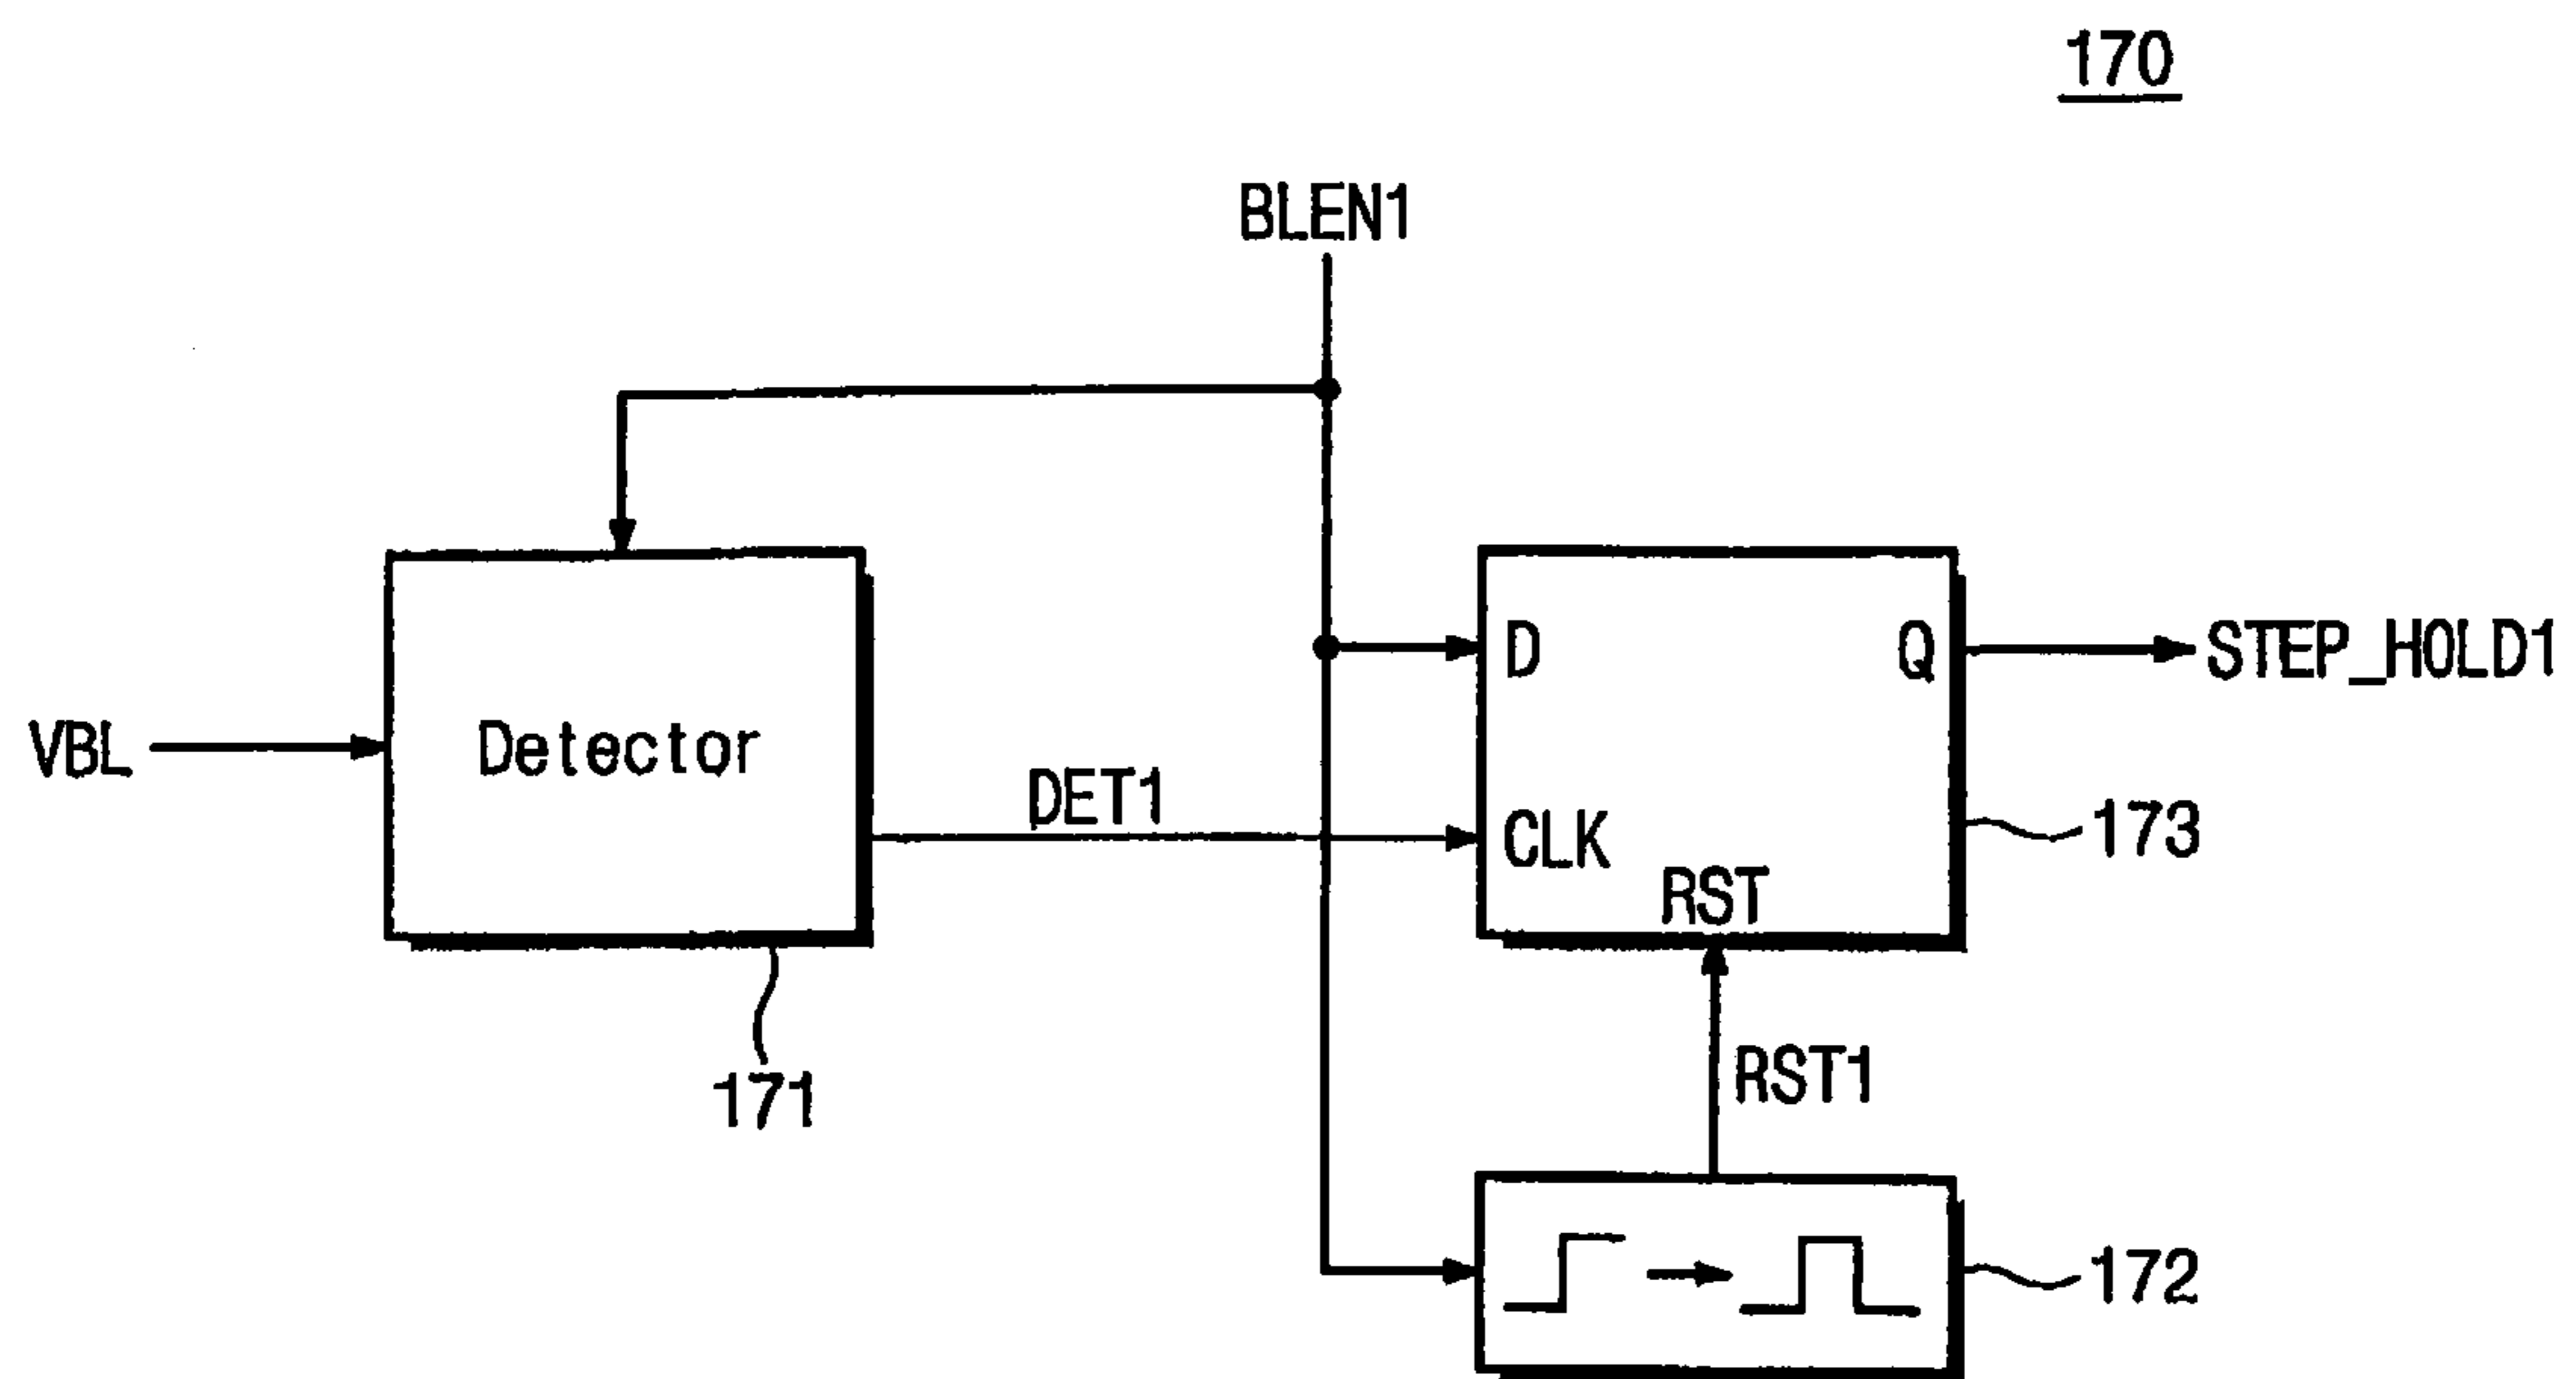 170
BLEN1
VBL
Detector
DET1
D
Q
STEP_HOLD1
CLK
RST
173
171
RST1
172